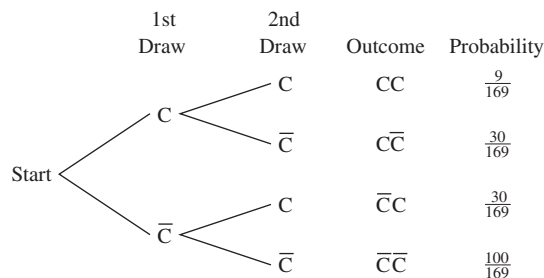 1st 2nd
Draw Draw Outcome Probability
C CC 9/169
C
C̅ CC̅ 30/169
Start
C C̅C 30/169
C̅
C̅ C̅C̅ 100/169